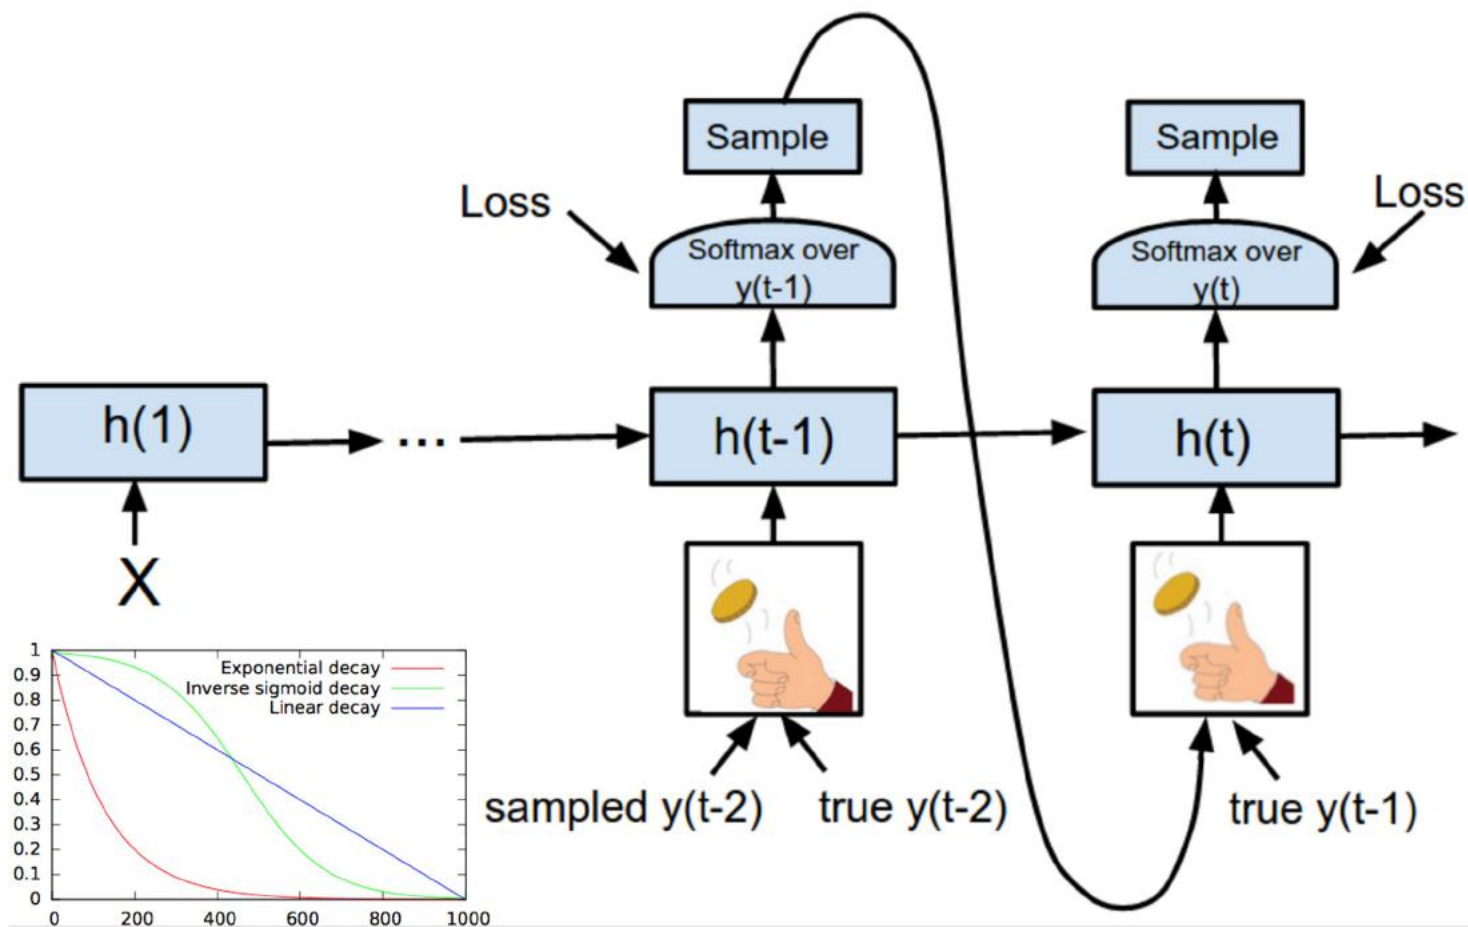 Sample
Sample
Loss
Loss
Softmax over
y(t-1)
Softmax over
y(t)
h(1)
...
h(t-1)
h(t)
X
sampled y(t-2)
true y(t-2)
true y(t-1)
Exponential decay
Inverse sigmoid decay
Linear decay
1
0.9
0.8
0.7
0.6
0.5
0.4
0.3
0.2
0.1
0
0 200 400 600 800 1000